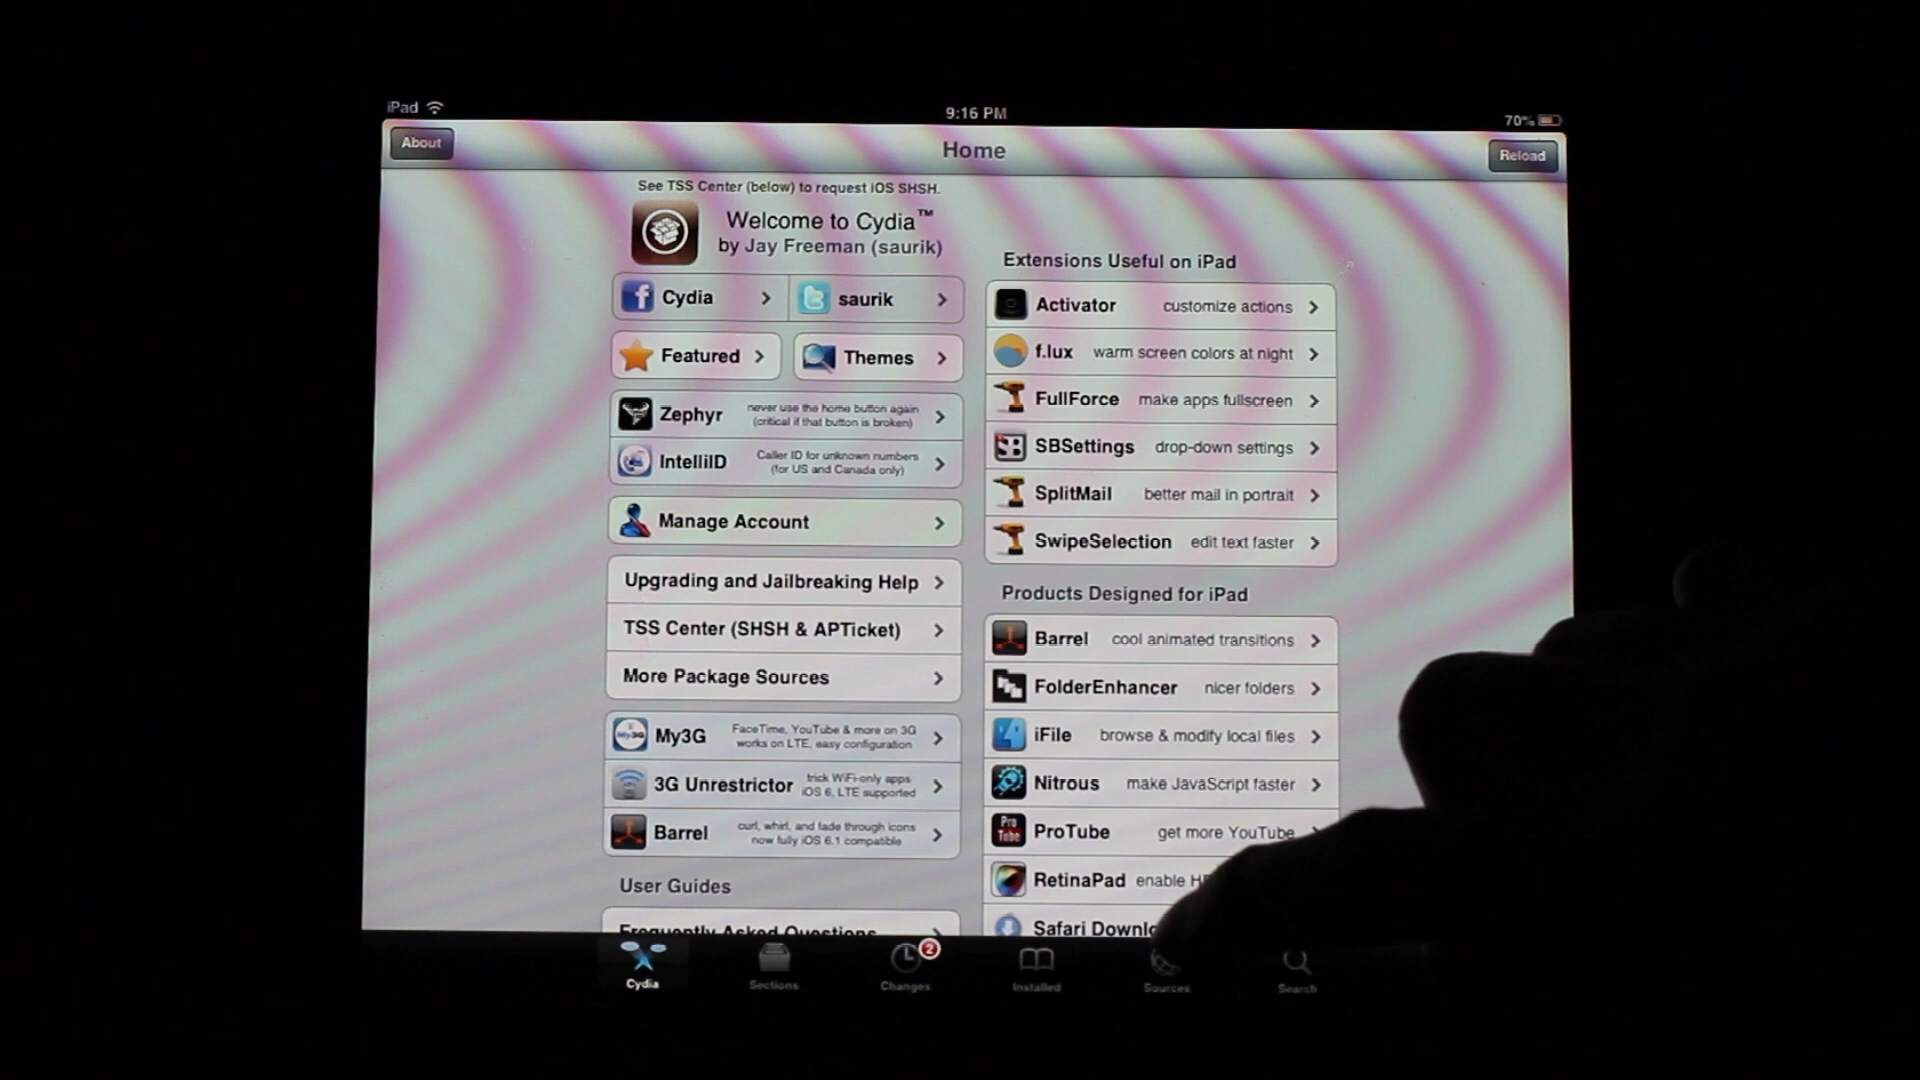 iPad
9:16 PM
70%
About
Home
Reload
See TSS Center (below) to request iOS SHSH.
Welcome to Cydia™
by Jay Freeman (saurik)
Cydia
saurik
Featured
Themes
Zephyr
never use the home button again
(critical if that button is broken)
IntelliID
Caller ID for unknown numbers
(for US and Canada only)
Manage Account
Upgrading and Jailbreaking Help
TSS Center (SHSH & APTicket)
More Package Sources
My3G
FaceTime, YouTube & more on 3G
works on LTE, easy configuration
3G Unrestrictor
trick WiFi-only apps
iOS 6, LTE supported
Barrel
curl, whirl, and fade through icons
now fully iOS 6.1 compatible
User Guides
Frequently Asked Questions
Extensions Useful on iPad
Activator customize actions
f.lux warm screen colors at night
FullForce make apps fullscreen
SBSettings drop-down settings
SplitMail better mail in portrait
SwipeSelection edit text faster
Products Designed for iPad
Barrel cool animated transitions
FolderEnhancer nicer folders
iFile browse & modify local files
Nitrous make JavaScript faster
Pro Tube
ProTube get more YouTube
RetinaPad enable
Safari
Cydia
Sections
2
Changes
Installed
Sources
Search